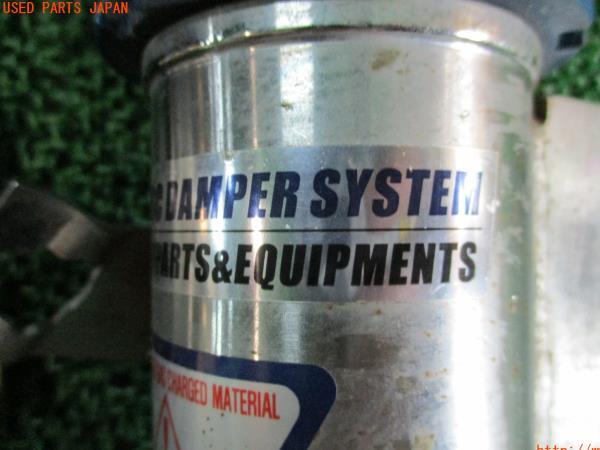 USED PARTS JAPAN
DAMPER SYSTEM
PARTS&EQUIPMENTS
CHARGED MATERIAL